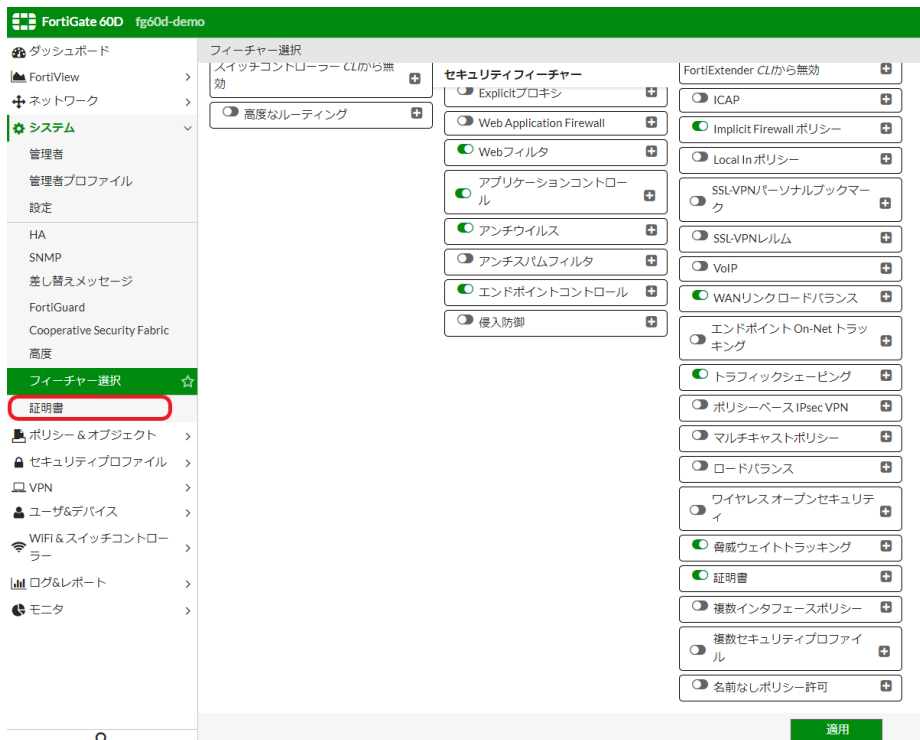 FortiGate 60D fg60d-demo
ダッシュボード
FortiView
ネットワーク
システム
管理者
管理者プロファイル
設定
HA
SNMP
差し替えメッセージ
FortiGuard
Cooperative Security Fabric
高度
フィーチャー選択
証明書
ポリシー & オブジェクト
セキュリティプロファイル
VPN
ユーザ&デバイス
WiFi & スイッチコントロー
ラー
ログ&レポート
モニタ
フィーチャー選択
スイッチコントローラー CLIから無
効
高度なルーティング
セキュリティフィーチャー
Explicitプロキシ
Web Application Firewall
Webフィルタ
アプリケーションコントロー
ル
アンチウイルス
アンチスパムフィルタ
エンドポイントコントロール
侵入防御
FortiExtender CLIから無効
ICAP
Implicit Firewall ポリシー
Local In ポリシー
SSL-VPNパーソナルブックマー
ク
SSL-VPNレルム
VoIP
WANリンク ロードバランス
エンドポイント On-Net トラッ
キング
トラフィックシェーピング
ポリシーベース IPsec VPN
マルチキャストポリシー
ロードバランス
ワイヤレス オープンセキュリテ
ィ
脅威ウェイトトラッキング
証明書
複数インタフェースポリシー
複数セキュリティプロファイ
ル
名前なしポリシー許可
適用